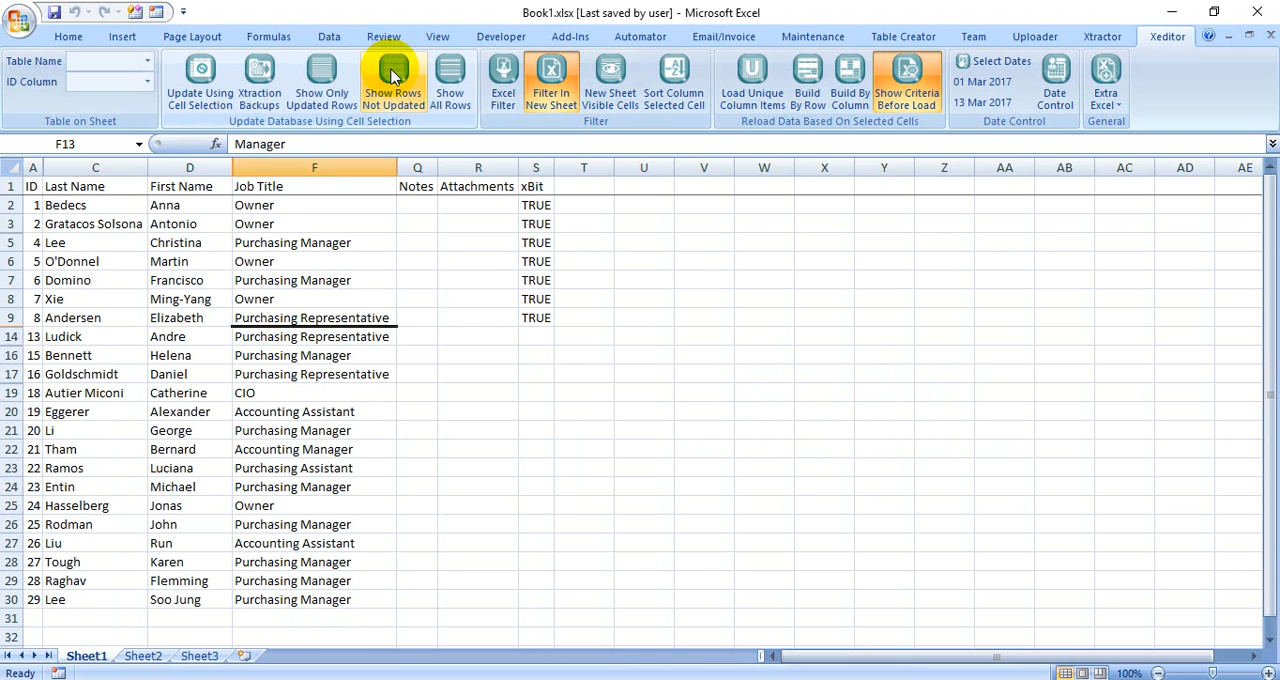 Book1.xlsx [Last saved by user] - Microsoft Excel
Home Insert Page Layout Formulas Data Review View Developer Add-Ins Automator Email/Invoice Maintenance Table Creator Team Uploader Xtractor Xeditor
Table Name
ID Column
Table on Sheet
Update Using Cell Selection
Xtraction Backups
Show Only Updated Rows
Show Rows Not Updated
Show All Rows
Update Database Using Cell Selection
Excel Filter
Filter In New Sheet
New Sheet Visible Cells
Sort Column Selected Cell
Filter
Load Unique Column Items
Build By Row
Build By Column
Show Criteria Before Load
Reload Data Based On Selected Cells
Select Dates
01 Mar 2017
13 Mar 2017
Date Control
Date Control
Extra Excel
General
F13 fx Manager
A C D F Q R S T U V W X Y Z AA AB AC AD AE
1 ID Last Name First Name Job Title Notes Attachments xBit
2 1 Bedecs Anna Owner TRUE
3 2 Gratacos Solsona Antonio Owner TRUE
5 4 Lee Christina Purchasing Manager TRUE
6 5 O'Donnel Martin Owner TRUE
7 6 Domino Francisco Purchasing Manager TRUE
8 7 Xie Ming-Yang Owner TRUE
9 8 Andersen Elizabeth Purchasing Representative TRUE
14 13 Ludick Andre Purchasing Representative
16 15 Bennett Helena Purchasing Manager
17 16 Goldschmidt Daniel Purchasing Representative
19 18 Autier Miconi Catherine CIO
20 19 Eggerer Alexander Accounting Assistant
21 20 Li George Purchasing Manager
22 21 Tham Bernard Accounting Manager
23 22 Ramos Luciana Purchasing Assistant
24 23 Entin Michael Purchasing Manager
25 24 Hasselberg Jonas Owner
26 25 Rodman John Purchasing Manager
27 26 Liu Run Accounting Assistant
28 27 Tough Karen Purchasing Manager
29 28 Raghav Flemming Purchasing Manager
30 29 Lee Soo Jung Purchasing Manager
31
32
Sheet1 Sheet2 Sheet3
Ready 100%